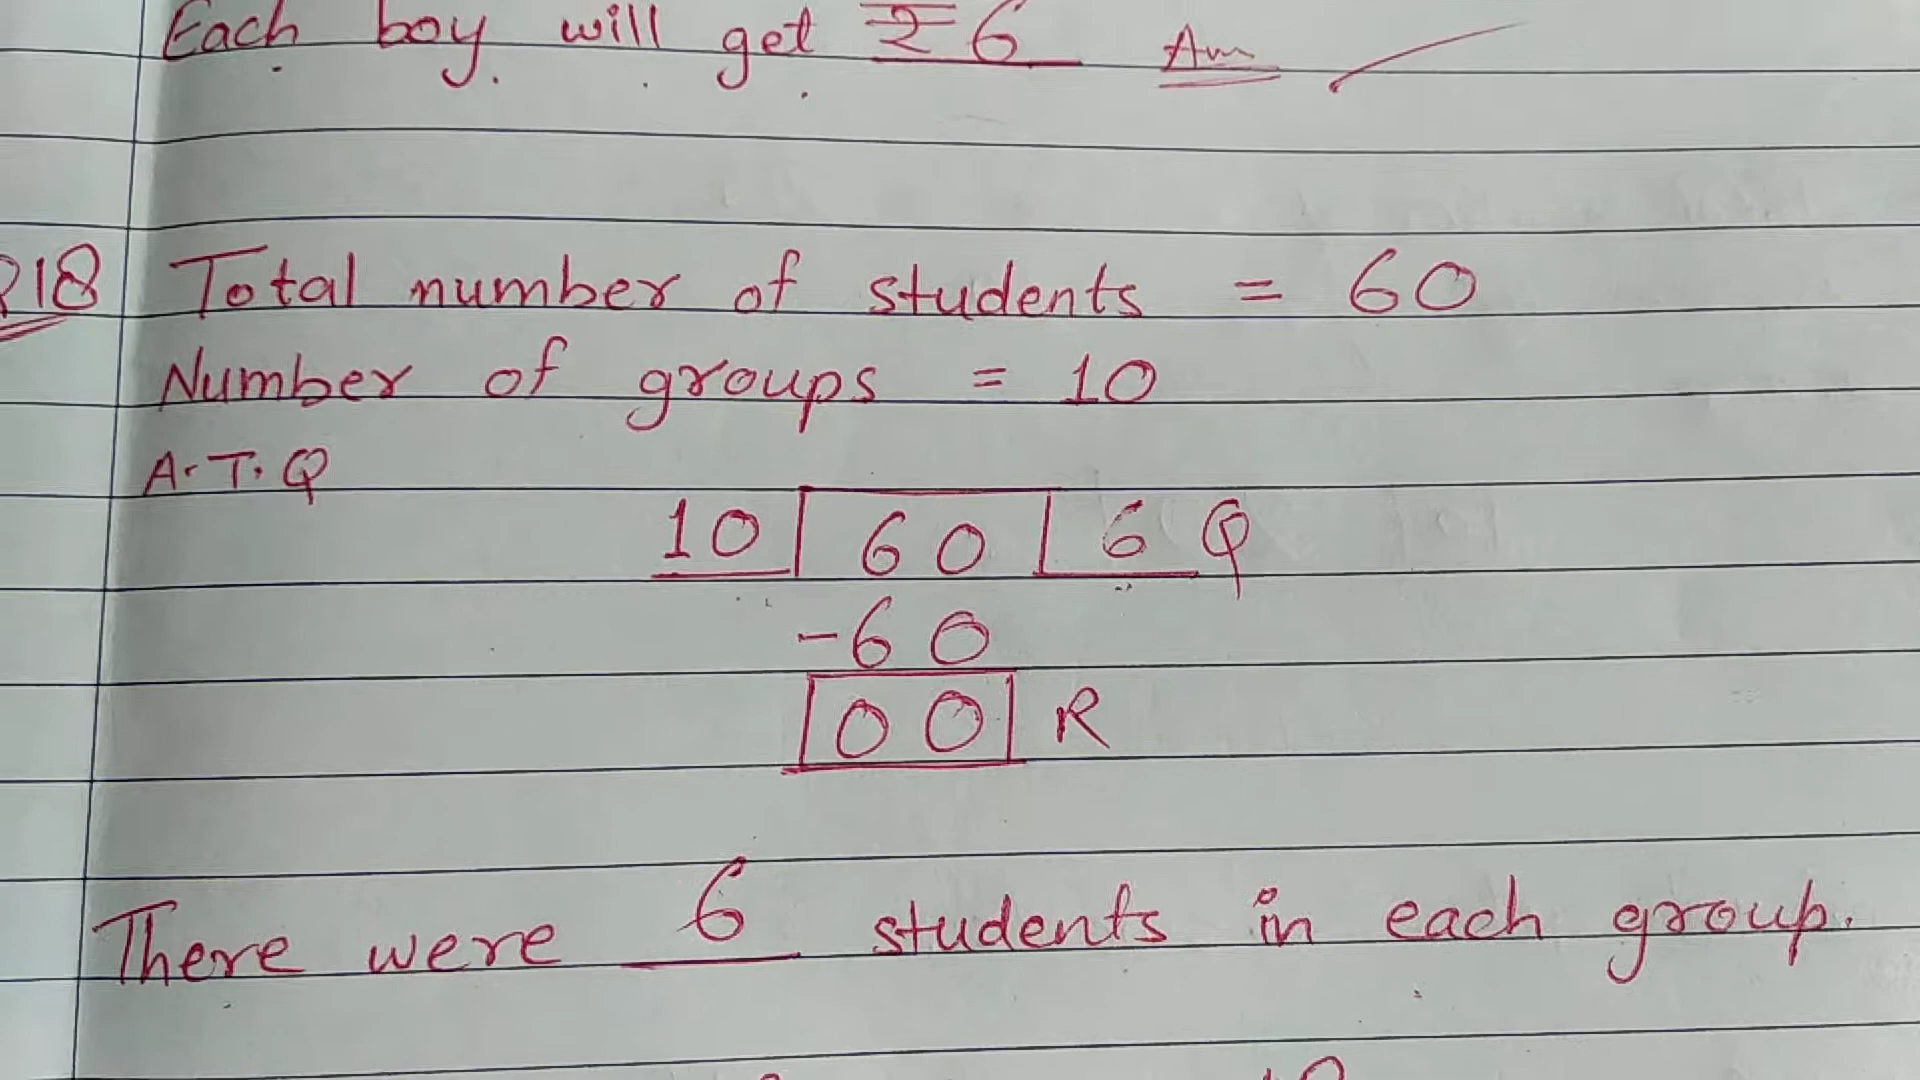 Each boy will get ₹6 Ans
Q18 Total number of students = 60
Number of groups = 10
A.T.Q
10 | 60 | 6 Q
-60
00 R
There were 6 students in each group.